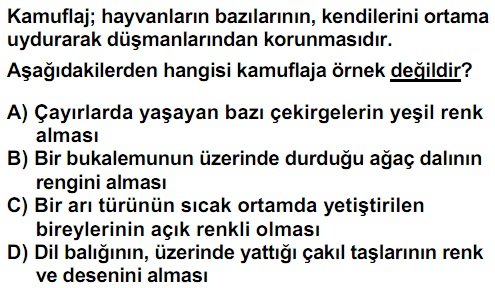 Kamuflaj; hayvanların bazılarının, kendilerini ortama
uydurarak düşmanlarından korunmasıdır.
Aşağıdakilerden hangisi kamuflaja örnek değildir?
A) Çayırlarda yaşayan bazı çekirgelerin yeşil renk
alması
B) Bir bukalemunun üzerinde durduğu ağaç dalının
rengini alması
C) Bir arı türünün sıcak ortamda yetiştirilen
bireylerinin açık renkli olması
D) Dil balığının, üzerinde yattığı çakıl taşlarının renk
ve desenini alması